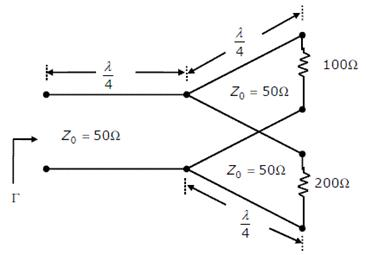 λ/4
λ/4
100Ω
Z₀ = 50Ω
Z₀ = 50Ω
Z₀ = 50Ω
200Ω
Γ
λ/4